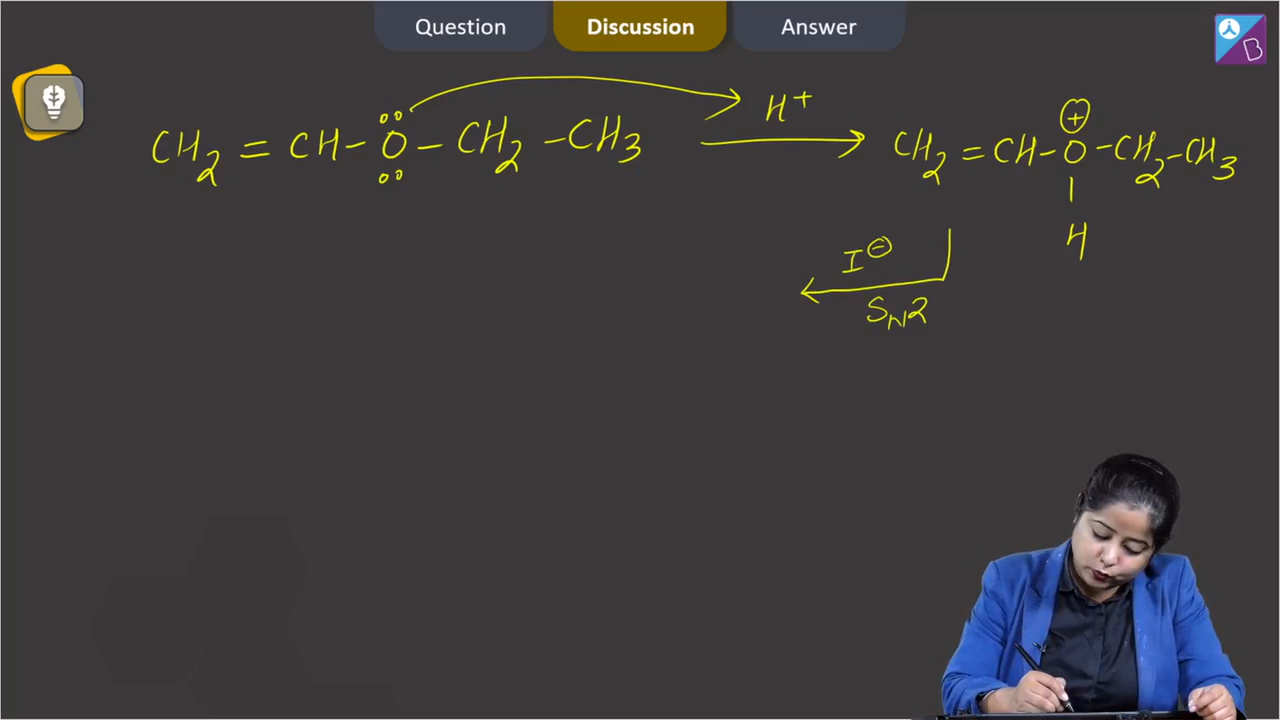 Question Discussion Answer
B
CH₂ = CH – O – CH₂ – CH₃ H⁺ CH₂ = CH – O – CH₂ – CH₃
⊕
H
I⊖
SN2